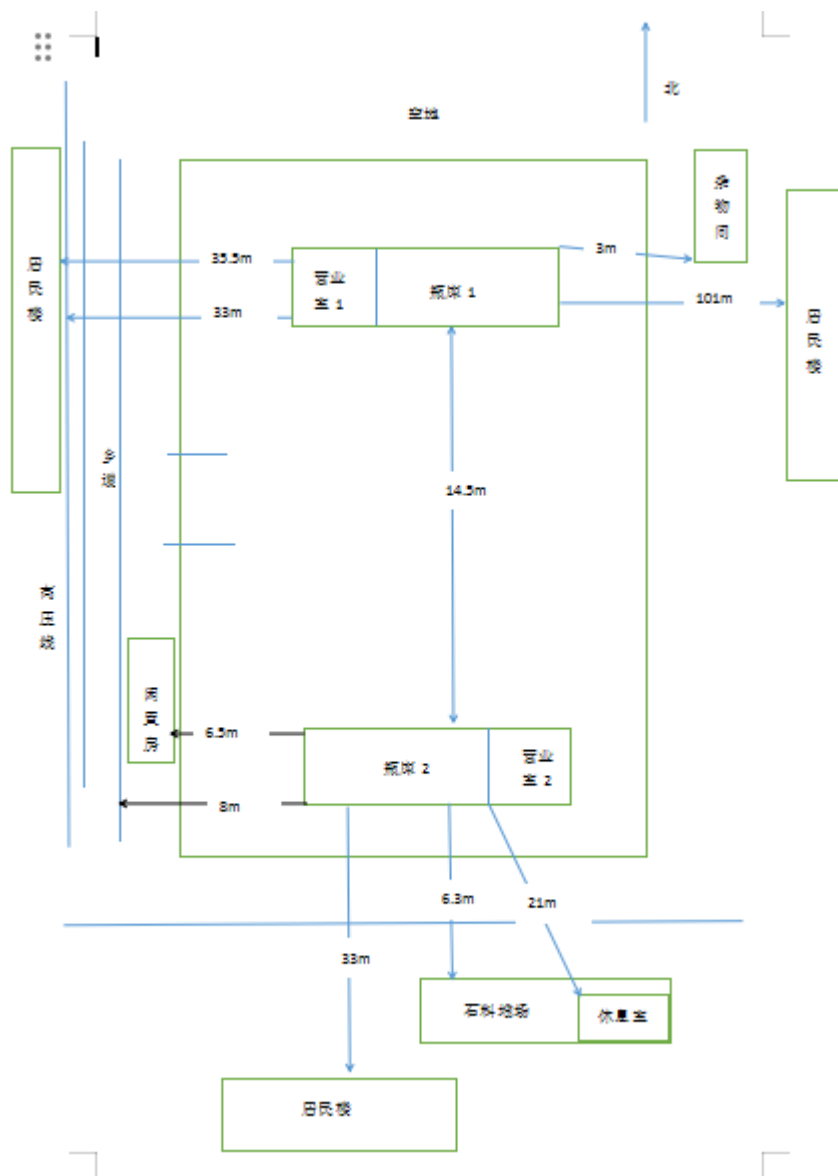 北
空地
杂
物
间
35.5m
3m
居
民
楼
营业
室 1
瓶库 1
33m
101m
居
民
楼
乡
道
14.5m
高
压
线
闲
置
房
6.5m
瓶库 2
营业
室 2
8m
6.3m
21m
33m
石料堆场
休息室
居民楼